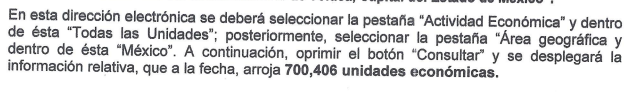 En esta dirección electrónica se deberá seleccionar la pestaña “Actividad Económica” y dentro
de ésta “Todas las Unidades”; posteriormente, seleccionar la pestaña “Área geográfica y
dentro de ésta “México”. A continuación, oprimir el botón “Consultar” y se desplegará la
información relativa, que a la fecha, arroja 700,406 unidades económicas.